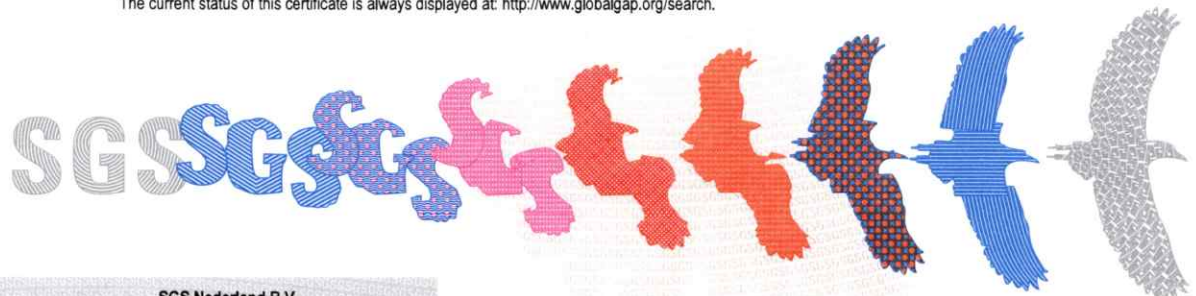 The current status of this certificate is always displayed at: http://www.globalgap.org/search.
SGS SGS SGS
SGS Nederland B.V.